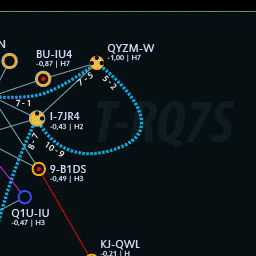 N
BU-IU4
-0,87 | H7
QYZM-W
-1,00 | H7
7-5
5-2
7-1
I-7JR4
-0,43 | H2
T-RQ7S
8-7
10-9
9-B1DS
-0,49 | H3
Q1U-IU
-0,47 | H3
KJ-QWL
-0,21 | H